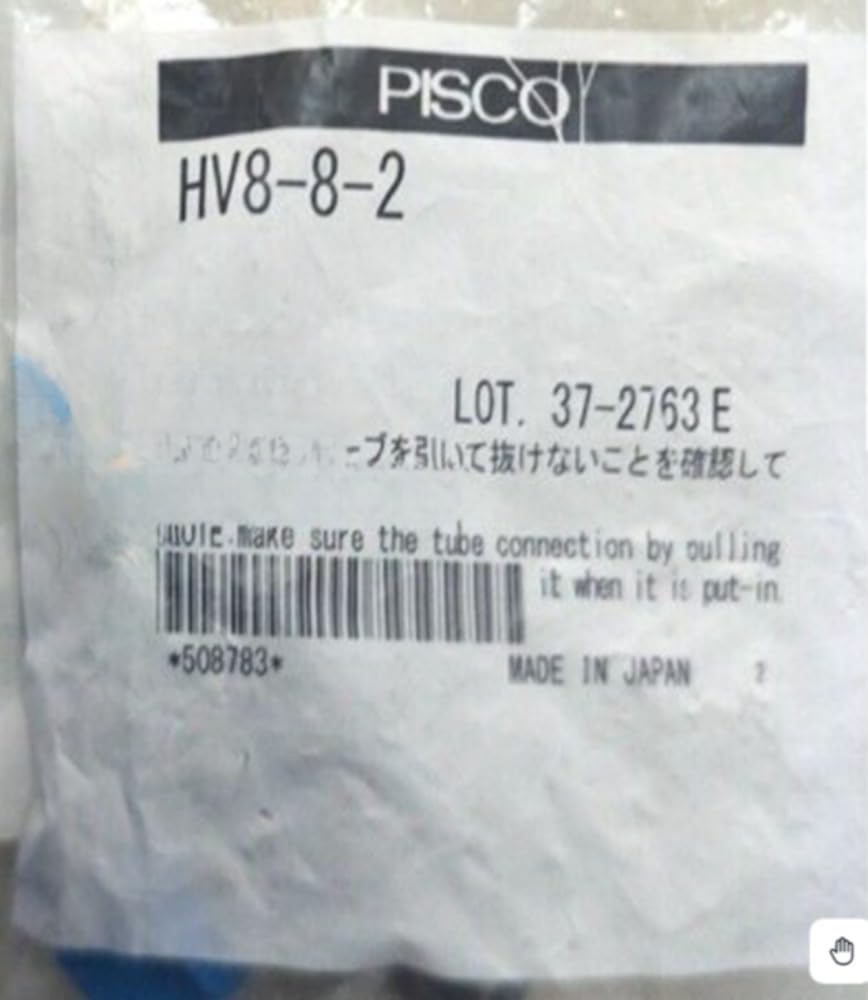 PISCO
HV8-8-2
LOT. 37-2763 E
ーブを引いて抜けないことを確認して
make sure the tube connection by pulling
it when it is put-in.
*508783*
MADE IN JAPAN 2